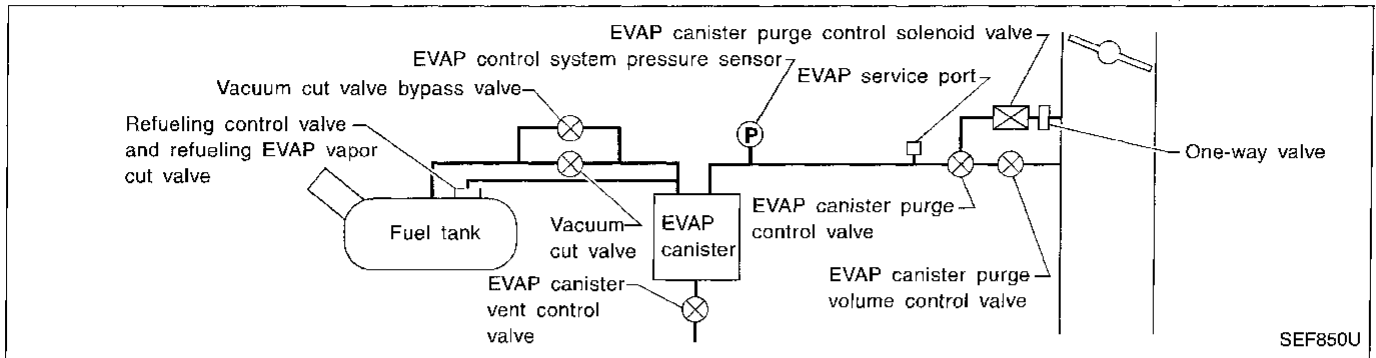 EVAP canister purge control solenoid valve
EVAP control system pressure sensor
EVAP service port
Vacuum cut valve bypass valve
Refueling control valve
and refueling EVAP vapor
cut valve
P
One-way valve
Fuel tank
Vacuum
cut valve
EVAP
canister
EVAP canister purge
control valve
EVAP canister
vent control
valve
EVAP canister purge
volume control valve
SEF850U